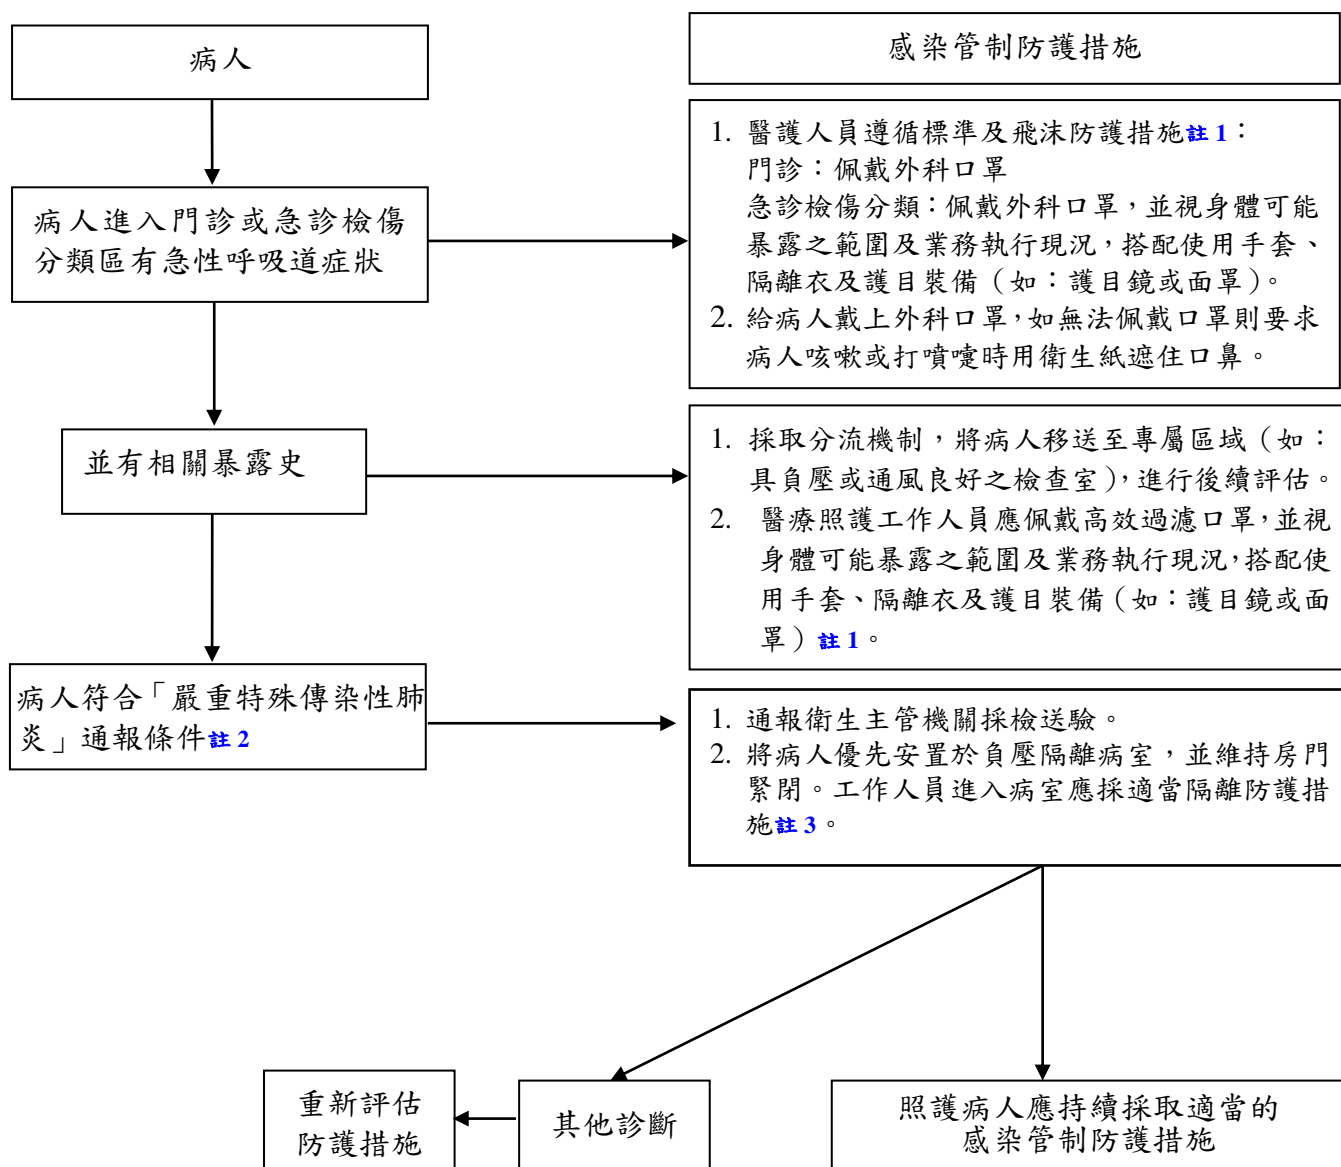 病人
感染管制防護措施
1. 醫護人員遵循標準及飛沫防護措施註1：
門診：佩戴外科口罩
急診檢傷分類：佩戴外科口罩，並視身體可能
暴露之範圍及業務執行現況，搭配使用手套、
隔離衣及護目裝備（如：護目鏡或面罩）。
2. 給病人戴上外科口罩，如無法佩戴口罩則要求
病人咳嗽或打噴嚏時用衛生紙遮住口鼻。
病人進入門診或急診檢傷
分類區有急性呼吸道症狀
並有相關暴露史
1. 採取分流機制，將病人移送至專屬區域（如：
具負壓或通風良好之檢查室），進行後續評估。
2. 醫療照護工作人員應佩戴高效過濾口罩，並視
身體可能暴露之範圍及業務執行現況，搭配使
用手套、隔離衣及護目裝備（如：護目鏡或面
罩）註1。
病人符合「嚴重特殊傳染性肺
炎」通報條件註2
1. 通報衛生主管機關採檢送驗。
2. 將病人優先安置於負壓隔離病室，並維持房門
緊閉。工作人員進入病室應採適當隔離防護措
施註3。
重新評估
防護措施
其他診斷
照護病人應持續採取適當的
感染管制防護措施